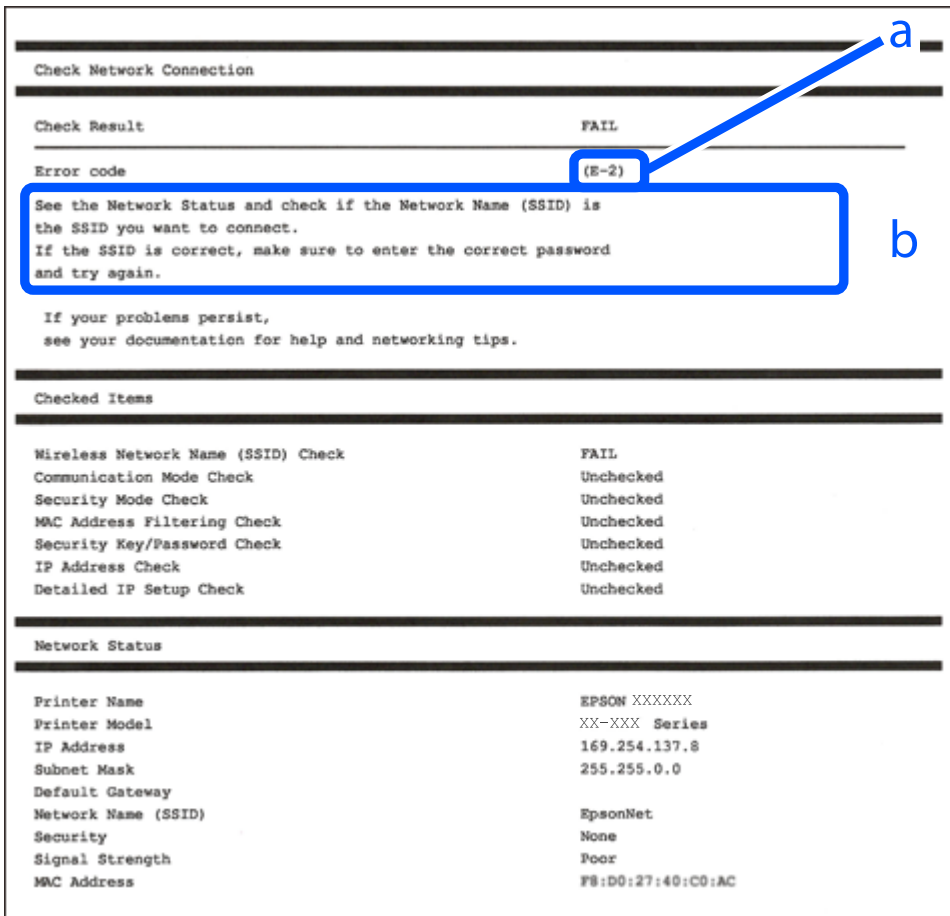 a
Check Network Connection
Check Result FAIL
Error code (E-2)
See the Network Status and check if the Network Name (SSID) is
the SSID you want to connect.
If the SSID is correct, make sure to enter the correct password
and try again.
b
If your problems persist,
see your documentation for help and networking tips.
Checked Items
Wireless Network Name (SSID) Check FAIL
Communication Mode Check Unchecked
Security Mode Check Unchecked
MAC Address Filtering Check Unchecked
Security Key/Password Check Unchecked
IP Address Check Unchecked
Detailed IP Setup Check Unchecked
Network Status
Printer Name EPSON XXXXXX
Printer Model XX-XXX Series
IP Address 169.254.137.8
Subnet Mask 255.255.0.0
Default Gateway
Network Name (SSID) EpsonNet
Security None
Signal Strength Poor
MAC Address F8:D0:27:40:C0:AC